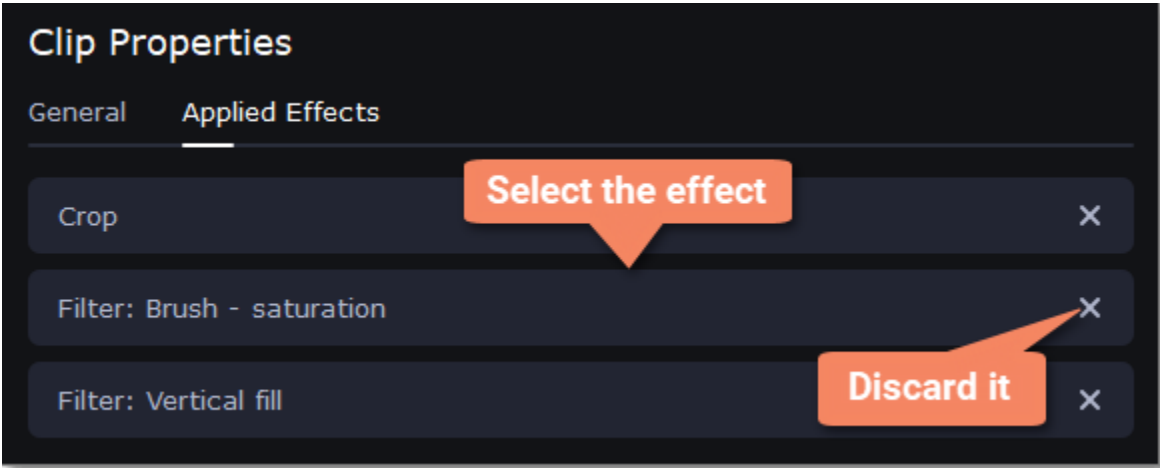 Clip Properties
General Applied Effects
Select the effect
Crop
Filter: Brush - saturation
Discard it
Filter: Vertical fill